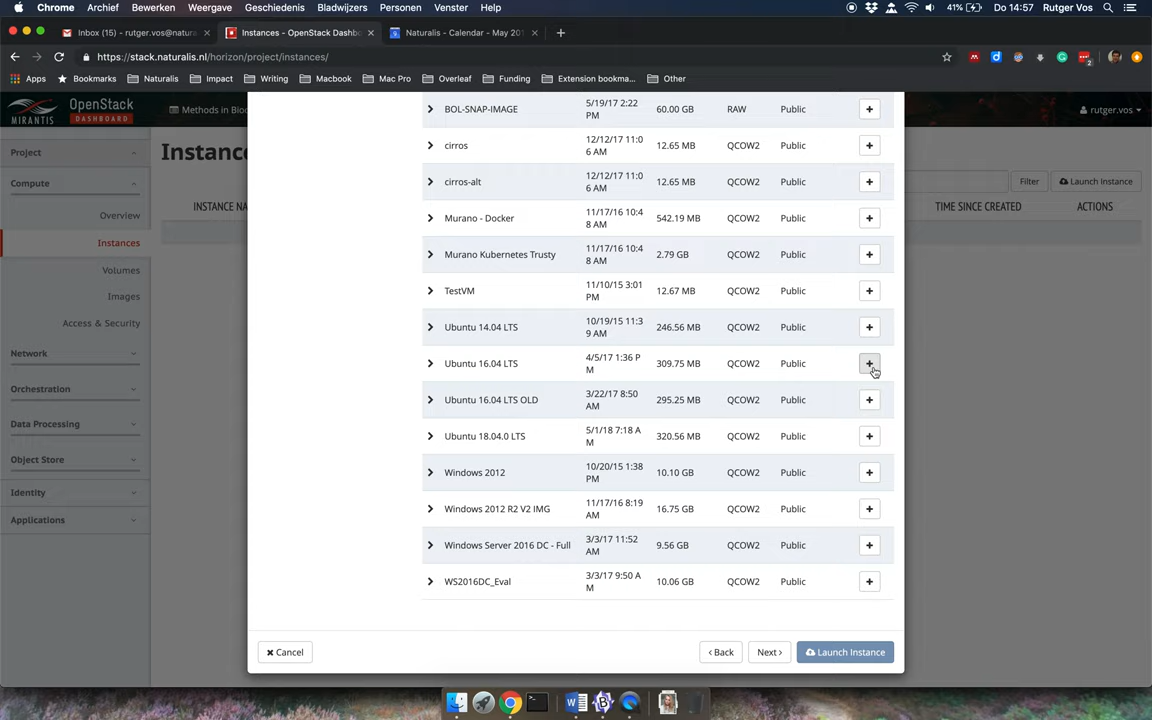 Chrome Archief Bewerken Weergave Geschiedenis Bladwijzers Personen Venster Help 41% Do 14:57 Rutger Vos
Inbox (15) - rutger.vos@natura Instances - OpenStack Dashbo Naturalis - Calendar - May 201
https://stack.naturalis.nl/horizon/project/instances/
Apps Bookmarks Naturalis Impact Writing Macbook Mac Pro Overleaf Funding Extension bookma... Other
MIRANTIS OpenStack DASHBOARD Methods in Bioc rutger.vos
Project
Compute
Overview
Instances
Volumes
Images
Access & Security
Network
Orchestration
Data Processing
Object Store
Identity
Applications
Instanc
Filter Launch Instance
INSTANCE NA TIME SINCE CREATED ACTIONS
BOL-SNAP-IMAGE 5/19/17 2:22 PM 60.00 GB RAW Public +
cirros 12/12/17 11:06 AM 12.65 MB QCOW2 Public +
cirros-alt 12/12/17 11:06 AM 12.65 MB QCOW2 Public +
Murano - Docker 11/17/16 10:48 AM 542.19 MB QCOW2 Public +
Murano Kubernetes Trusty 11/17/16 10:48 AM 2.79 GB QCOW2 Public +
TestVM 11/10/15 3:01 PM 12.67 MB QCOW2 Public +
Ubuntu 14.04 LTS 10/19/15 11:39 AM 246.56 MB QCOW2 Public +
Ubuntu 16.04 LTS 4/5/17 1:36 PM 309.75 MB QCOW2 Public +
Ubuntu 16.04 LTS OLD 3/22/17 8:50 AM 295.25 MB QCOW2 Public +
Ubuntu 18.04.0 LTS 5/1/18 7:18 AM 320.56 MB QCOW2 Public +
Windows 2012 10/20/15 1:38 PM 10.10 GB QCOW2 Public +
Windows 2012 R2 V2 IMG 11/17/16 8:19 AM 16.75 GB QCOW2 Public +
Windows Server 2016 DC - Full 3/3/17 11:52 AM 9.56 GB QCOW2 Public +
WS2016DC_Eval 3/3/17 9:50 AM 10.06 GB QCOW2 Public +
Cancel ‹ Back Next › Launch Instance